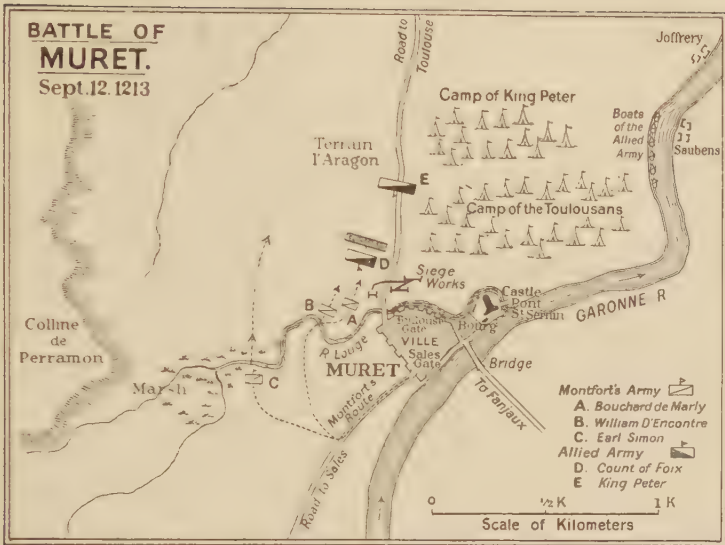 BATTLE OF
MURET.
Sept. 12. 1213
Road to
Toulouse
Joffrery
Camp of King Peter
Boats
of the
Allied
Army
Saubens
Terrain
l'Aragon
E
Camp of the Toulousans
D
Siege
Works
Castle
Pont
St Sernin
GARONNE R
B
A
Toulouse
Gate
Bourg
Colline
de
Perramon
R Louge
VILLE
Sales
Gate
MURET
Bridge
Marsh
C
Montfort's
Route
To Fanjaux
Road to Sales
Montfort's Army
A. Bouchard de Marly
B. William D'Encontre
C. Earl Simon
Allied Army
D. Count of Foix
E King Peter
0 1/2 K 1 K
Scale of Kilometers